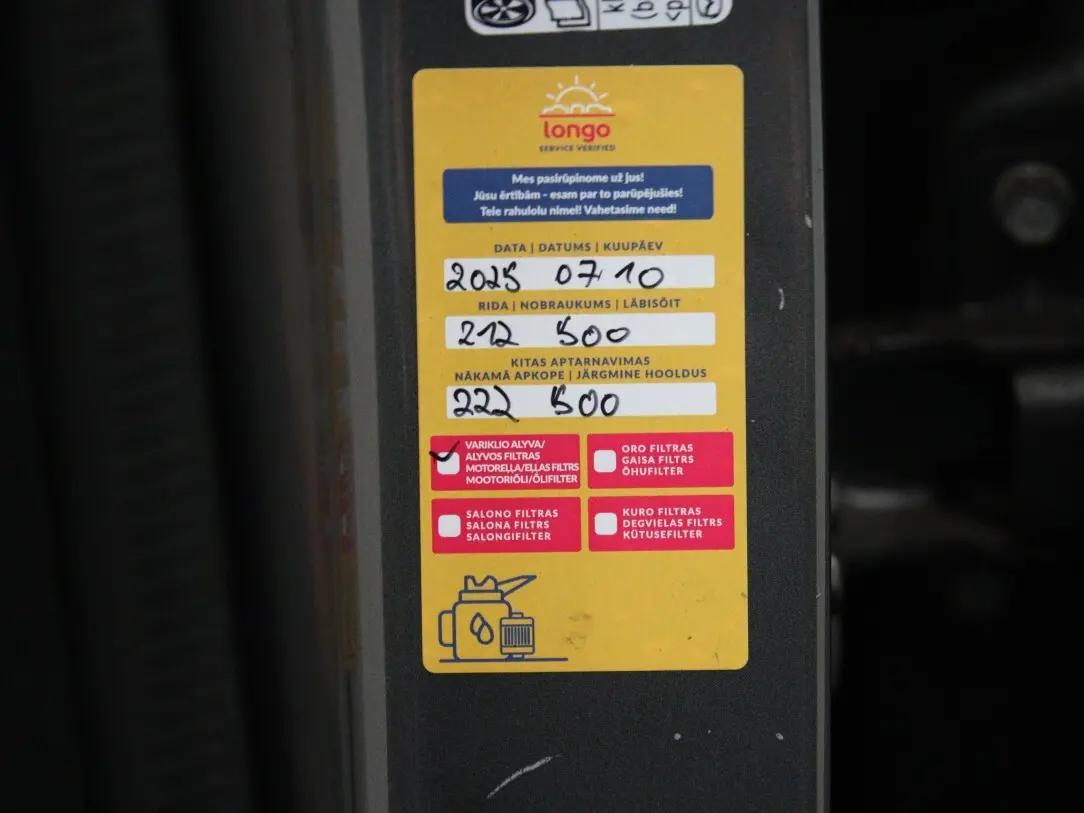 longo
SERVICE VERIFIED
Mes pasirūpinome už jus!
Jūsu ērtībām - esam par to parūpējušies!
Teie rahulolu nimel! Vahetasime need!
DATA | DATUMS | KUUPÄEV
2025 07 10
RIDA | NOBRAUKUMS | LÄBISÕIT
212 500
KITAS APTARNAVIMAS
NĀKAMĀ APKOPE | JÄRGMINE HOOLDUS
222 500
VARIKLIO ALYVA/
ALYVOS FILTRAS
MOTOREĻĻA/EĻĻAS FILTRS
MOOTORIÕLI/ÕLIFILTER
ORO FILTRAS
GAISA FILTRS
ÕHUFILTER
SALONO FILTRAS
SALONA FILTRS
SALONGIFILTER
KURO FILTRAS
DEGVIELAS FILTRS
KÜTUSEFILTER